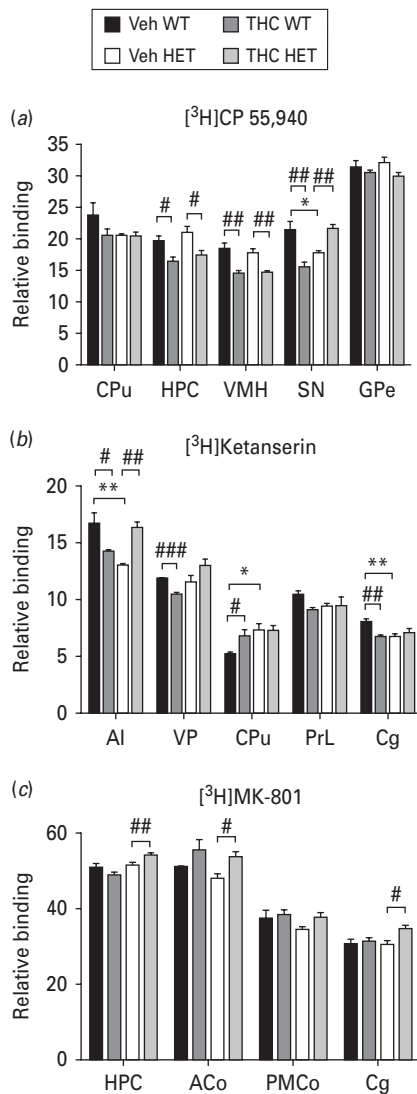 Veh WT THC WT
Veh HET THC HET
(a) [³H]CP 55,940
35
30
25
20
15
10
5
0
Relative binding
# # ## ## ## ## *
CPu HPC VMH SN GPe
(b) [³H]Ketanserin
20
15
10
5
0
Relative binding
# ## ** ### * # ** ##
AI VP CPu PrL Cg
(c) [³H]MK-801
60
40
20
0
Relative binding
## # #
HPC ACo PMCo Cg